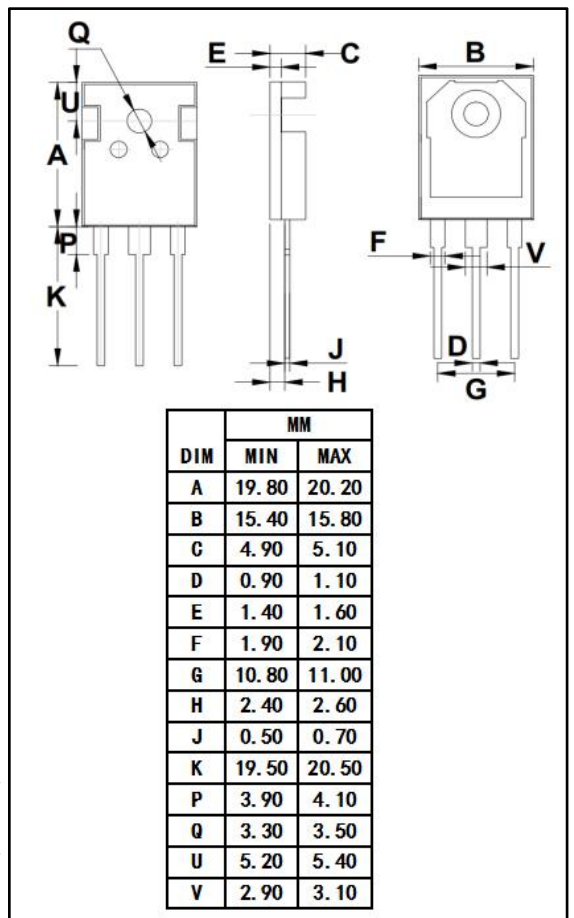 Q
E C B
U
A
P
K
F V
J
D
H G
MM
DIM MIN MAX
A 19.80 20.20
B 15.40 15.80
C 4.90 5.10
D 0.90 1.10
E 1.40 1.60
F 1.90 2.10
G 10.80 11.00
H 2.40 2.60
J 0.50 0.70
K 19.50 20.50
P 3.90 4.10
Q 3.30 3.50
U 5.20 5.40
V 2.90 3.10